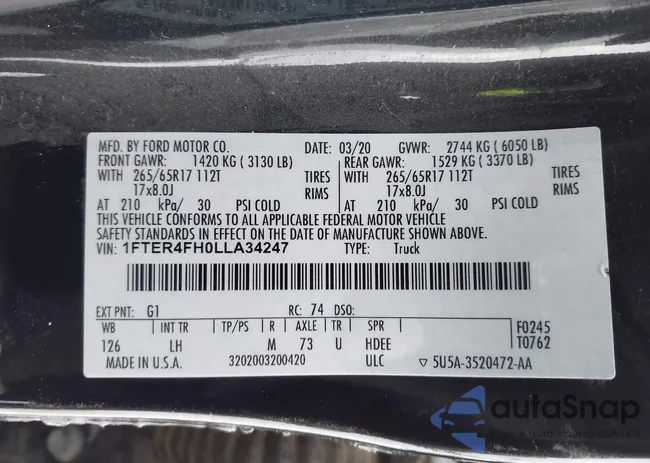 MFD. BY FORD MOTOR CO. DATE: 03/20 GVWR: 2744 KG ( 6050 LB)
FRONT GAWR: 1420 KG ( 3130 LB) REAR GAWR: 1529 KG ( 3370 LB)
WITH 265/65R17 112T TIRES WITH 265/65R17 112T TIRES
17x8.0J RIMS 17x8.0J RIMS
AT 210 kPa/ 30 PSI COLD AT 210 kPa/ 30 PSI COLD
THIS VEHICLE CONFORMS TO ALL APPLICABLE FEDERAL MOTOR VEHICLE
SAFETY STANDARDS IN EFFECT ON THE DATE OF MANUFACTURE SHOWN ABOVE.
VIN: 1FTER4FH0LLA34247 TYPE: Truck
EXT PNT: G1 RC: 74 DSO:
WB INT TR TP/PS R AXLE TR SPR F0245
126 LH M 73 U HDEE T0762
MADE IN U.S.A. 3202003200420 ULC ▽ 5U5A-3520472-AA
autaSnap